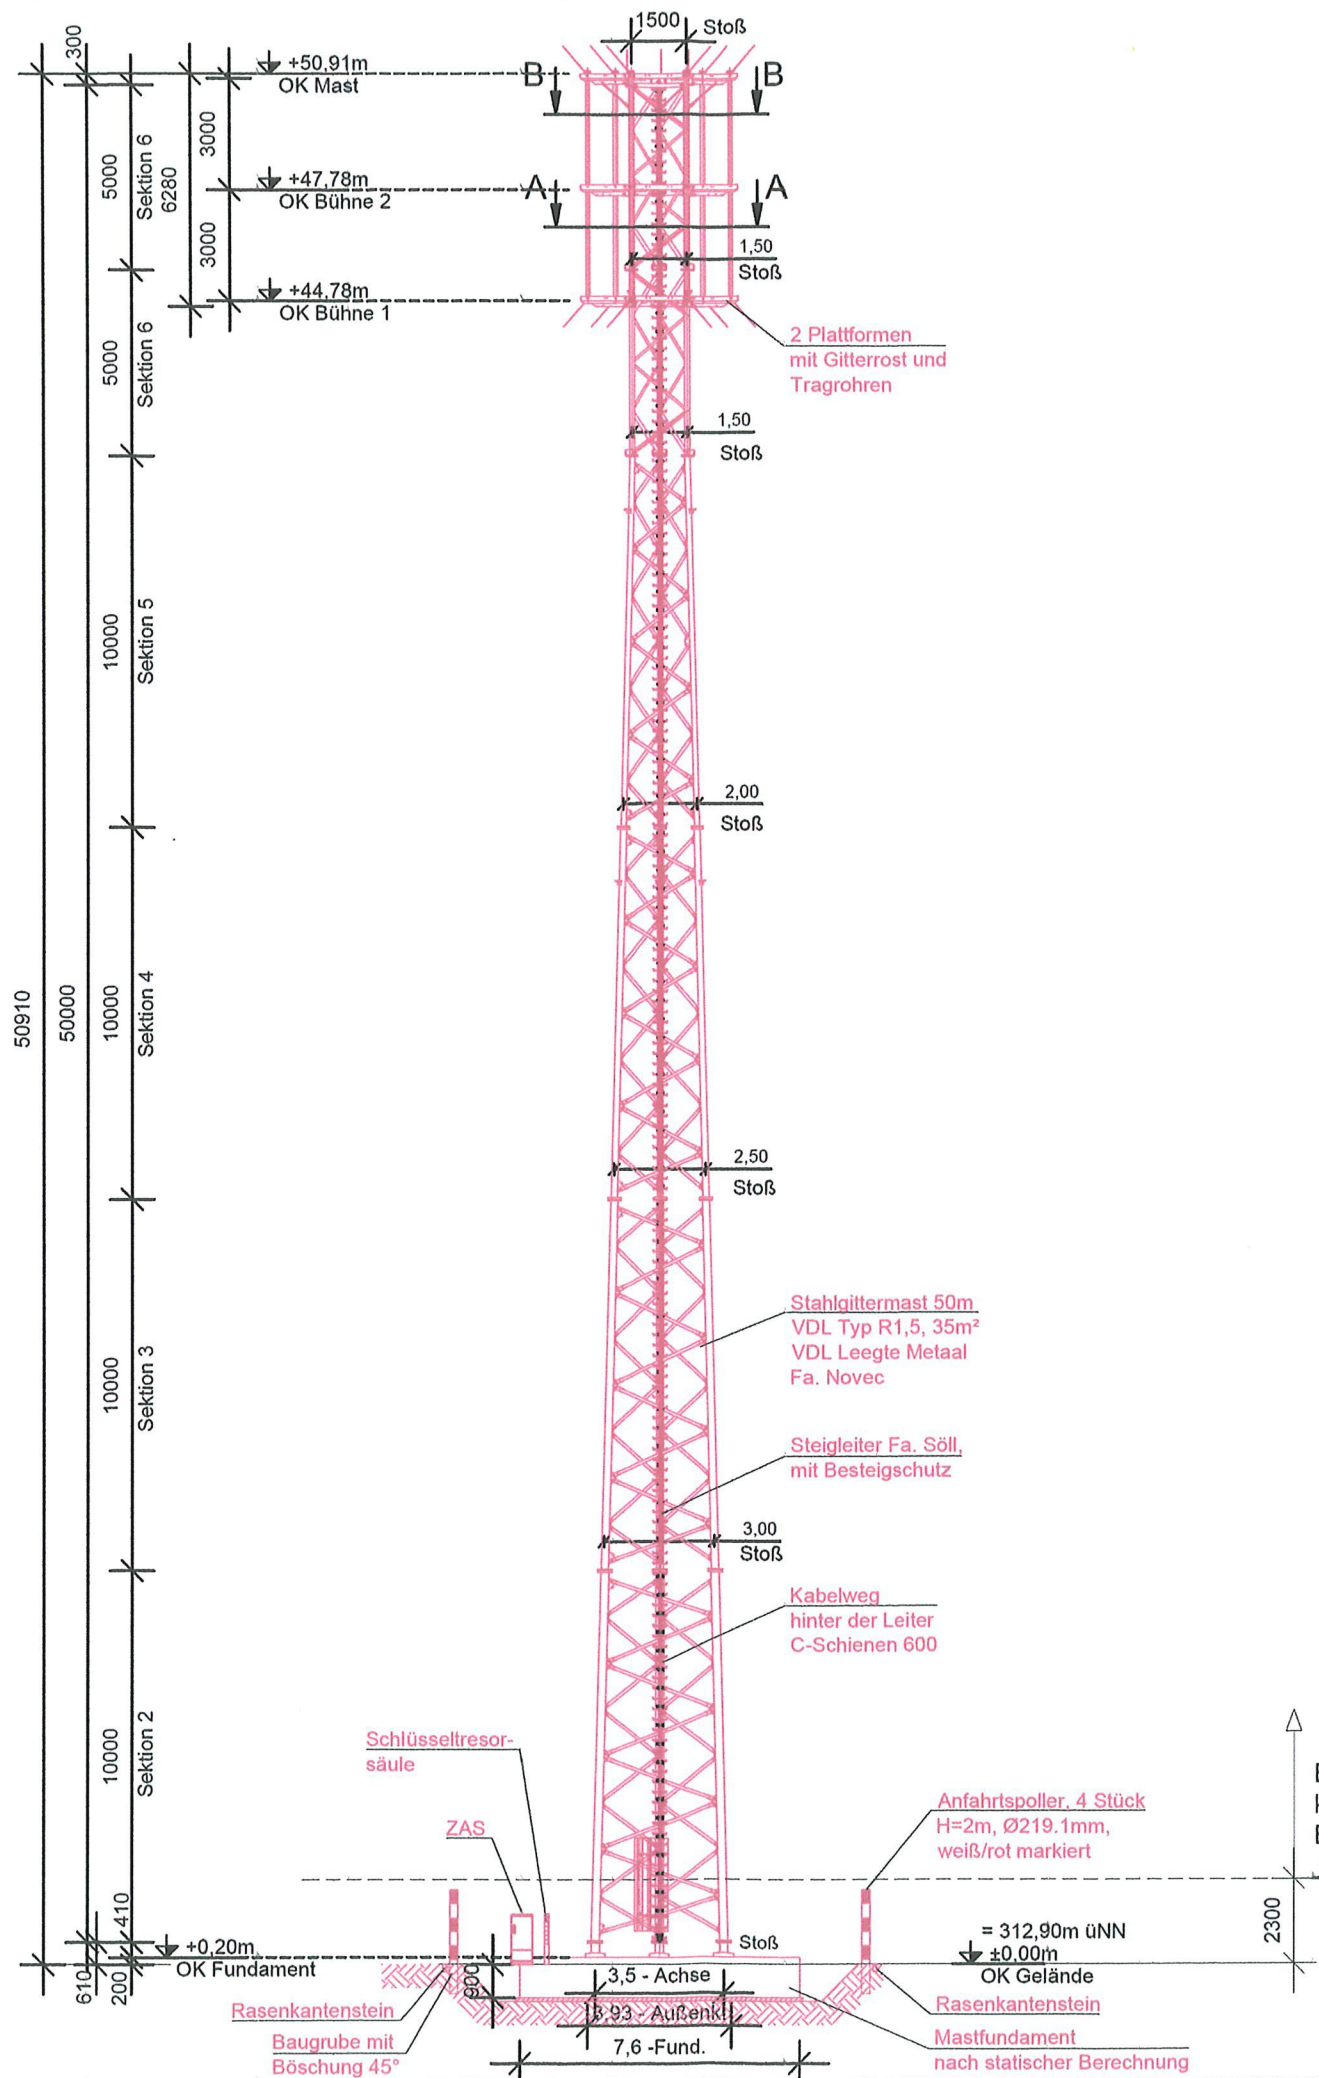 1500
Stoß
300
+50,91m
OK Mast
B
B
3000
5000
Sektion 6
6280
+47,78m
OK Bühne 2
A
A
3000
1,50
Stoß
+44,78m
OK Bühne 1
2 Plattformen
mit Gitterrost und
Tragrohren
5000
Sektion 6
1,50
Stoß
10000
Sektion 5
2,00
Stoß
50910
50000
10000
Sektion 4
2,50
Stoß
Stahlgittermast 50m
VDL Typ R1,5, 35m²
VDL Leegte Metaal
Fa. Novec
10000
Sektion 3
Steigleiter Fa. Söll,
mit Besteigschutz
3,00
Stoß
Kabelweg
hinter der Leiter
C-Schienen 600
10000
Sektion 2
Schlüsseltresor-
säule
ZAS
Anfahrtspoller, 4 Stück
H=2m, Ø219.1mm,
weiß/rot markiert
2300
410
+0,20m
OK Fundament
Stoß
= 312,90m üNN
±0,00m
OK Gelände
610
200
900
3,5 - Achse
Rasenkantenstein
Rasenkantenstein
3,93 - Außenk.
Baugrube mit
Böschung 45°
7,6 -Fund.
Mastfundament
nach statischer Berechnung